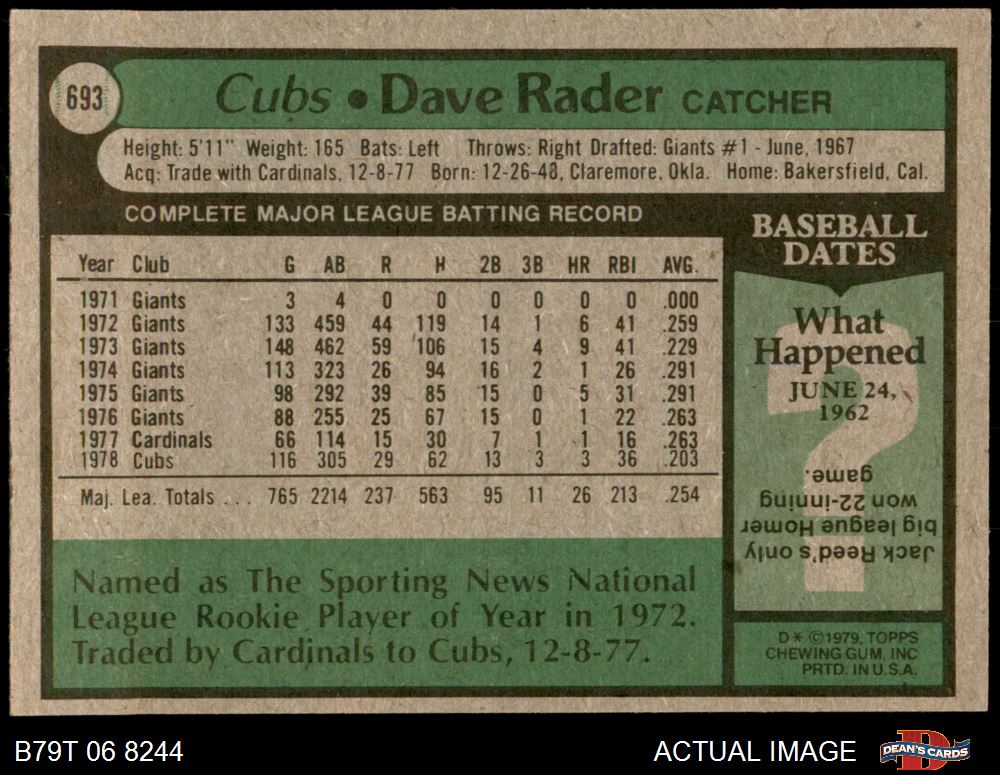 693
Cubs • Dave Rader CATCHER
Height: 5'11" Weight: 165 Bats: Left Throws: Right Drafted: Giants #1 - June, 1967
Acq: Trade with Cardinals, 12-8-77 Born: 12-26-48, Claremore, Okla. Home: Bakersfield, Cal.
COMPLETE MAJOR LEAGUE BATTING RECORD
Year Club G AB R H 2B 3B HR RBI AVG.
1971 Giants 3 4 0 0 0 0 0 0 .000
1972 Giants 133 459 44 119 14 1 6 41 .259
1973 Giants 148 462 59 106 15 4 9 41 .229
1974 Giants 113 323 26 94 16 2 1 26 .291
1975 Giants 98 292 39 85 15 0 5 31 .291
1976 Giants 88 255 25 67 15 0 1 22 .263
1977 Cardinals 66 114 15 30 7 1 1 16 .263
1978 Cubs 116 305 29 62 13 3 3 36 .203
Maj. Lea. Totals . . . 765 2214 237 563 95 11 26 213 .254
Named as The Sporting News National
League Rookie Player of Year in 1972.
Traded by Cardinals to Cubs, 12-8-77.
BASEBALL
DATES
What
Happened
JUNE 24,
1962
?
Jack Reed's only
big league Homer
won 22-inning
game.
D* ©1979, TOPPS
CHEWING GUM, INC
PRTD. IN U.S.A.
B79T 06 8244
ACTUAL IMAGE
D
DEAN'S CARDS